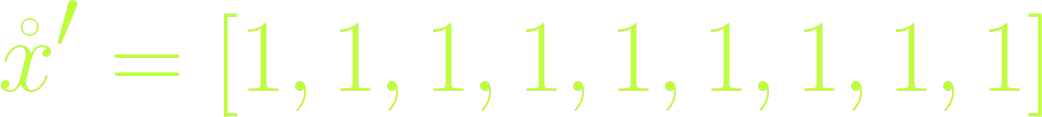 x̊′ = [1, 1, 1, 1, 1, 1, 1, 1, 1]